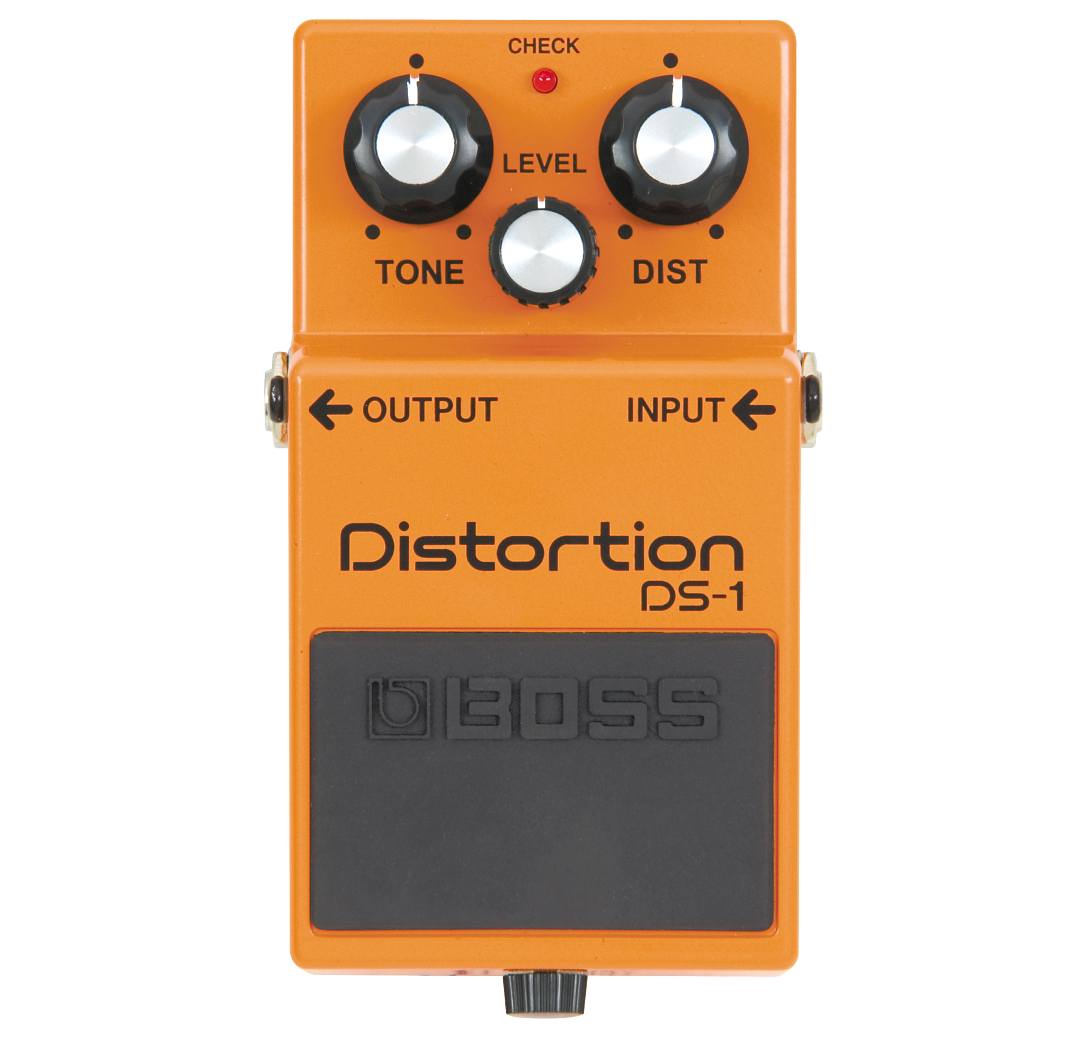 CHECK
LEVEL
TONE
DIST
OUTPUT
INPUT
Distortion
DS-1
BOSS